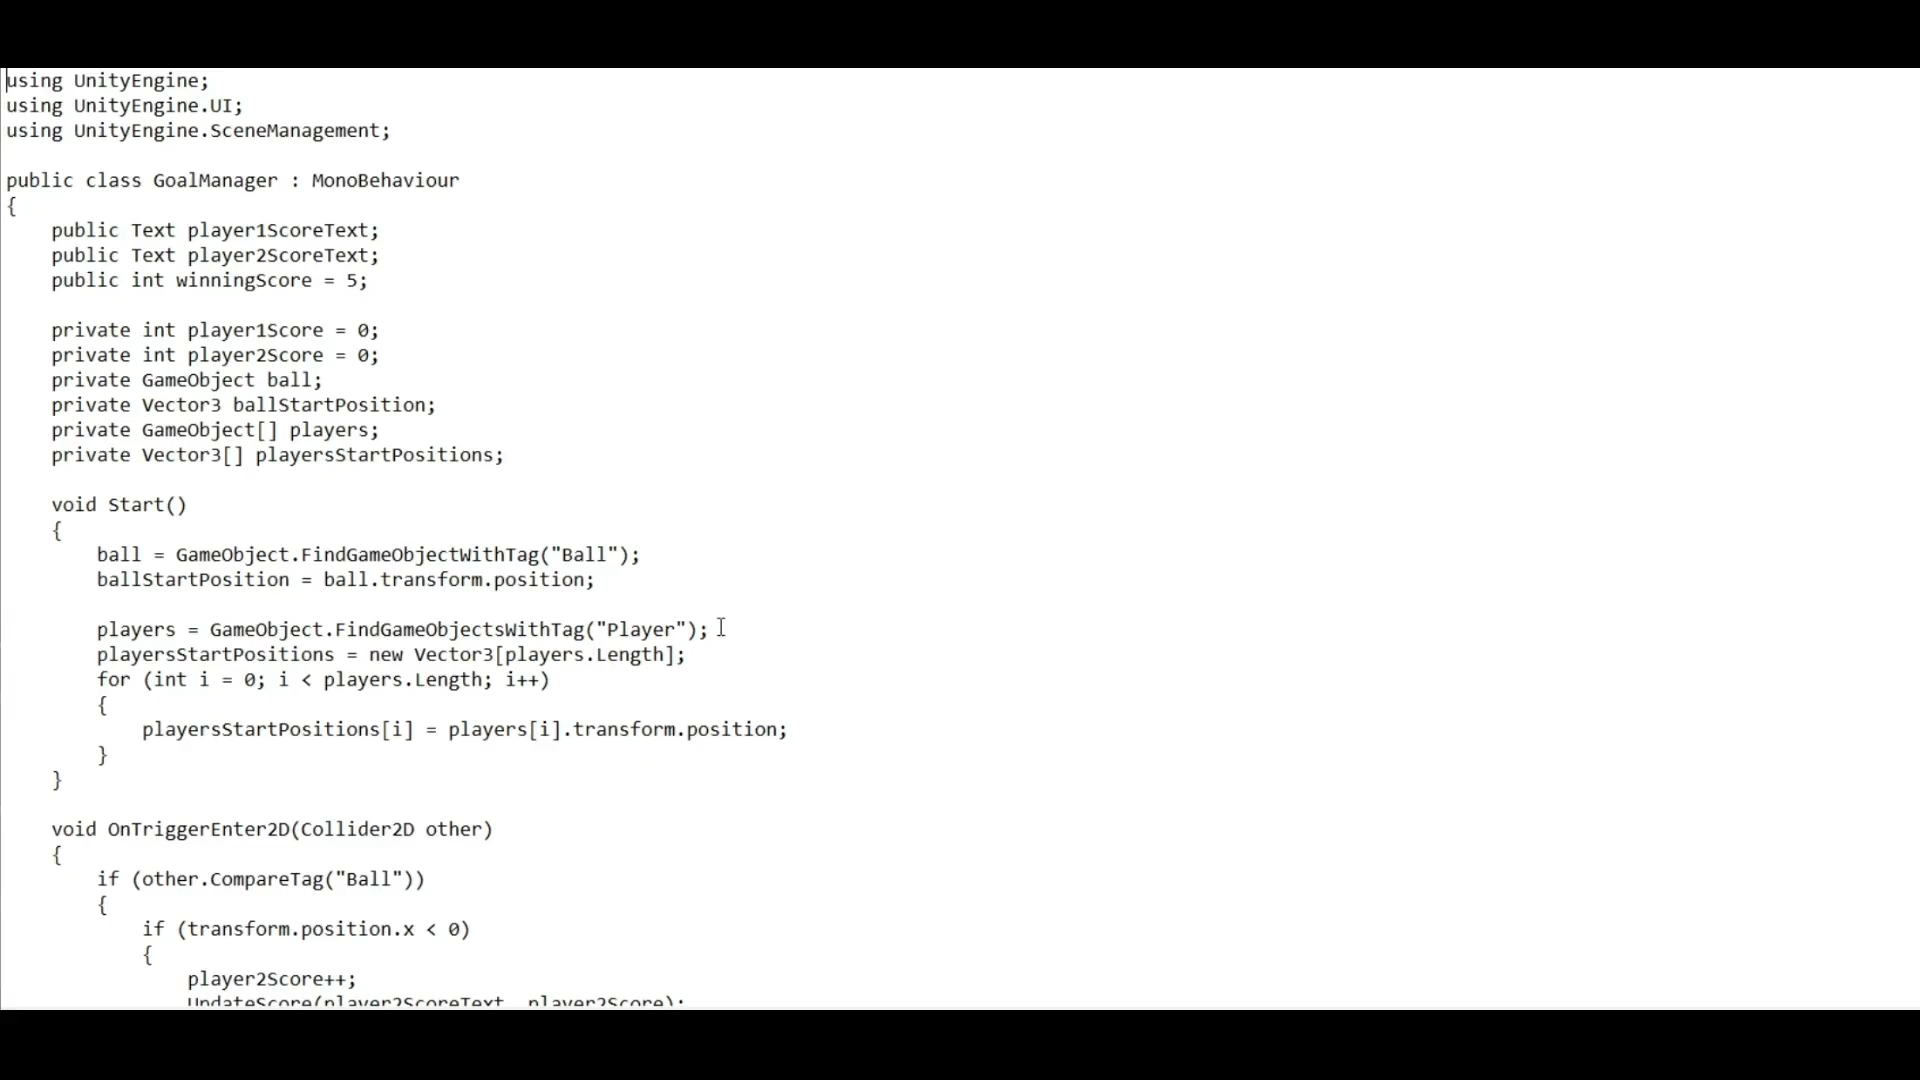 using UnityEngine;
using UnityEngine.UI;
using UnityEngine.SceneManagement;
public class GoalManager : MonoBehaviour
{
public Text player1ScoreText;
public Text player2ScoreText;
public int winningScore = 5;
private int player1Score = 0;
private int player2Score = 0;
private GameObject ball;
private Vector3 ballStartPosition;
private GameObject[] players;
private Vector3[] playersStartPositions;
void Start()
{
ball = GameObject.FindGameObjectWithTag("Ball");
ballStartPosition = ball.transform.position;
players = GameObject.FindGameObjectsWithTag("Player");
playersStartPositions = new Vector3[players.Length];
for (int i = 0; i < players.Length; i++)
{
playersStartPositions[i] = players[i].transform.position;
}
}
void OnTriggerEnter2D(Collider2D other)
{
if (other.CompareTag("Ball"))
{
if (transform.position.x < 0)
{
player2Score++;
UpdateScore(player2ScoreText, player2Score);